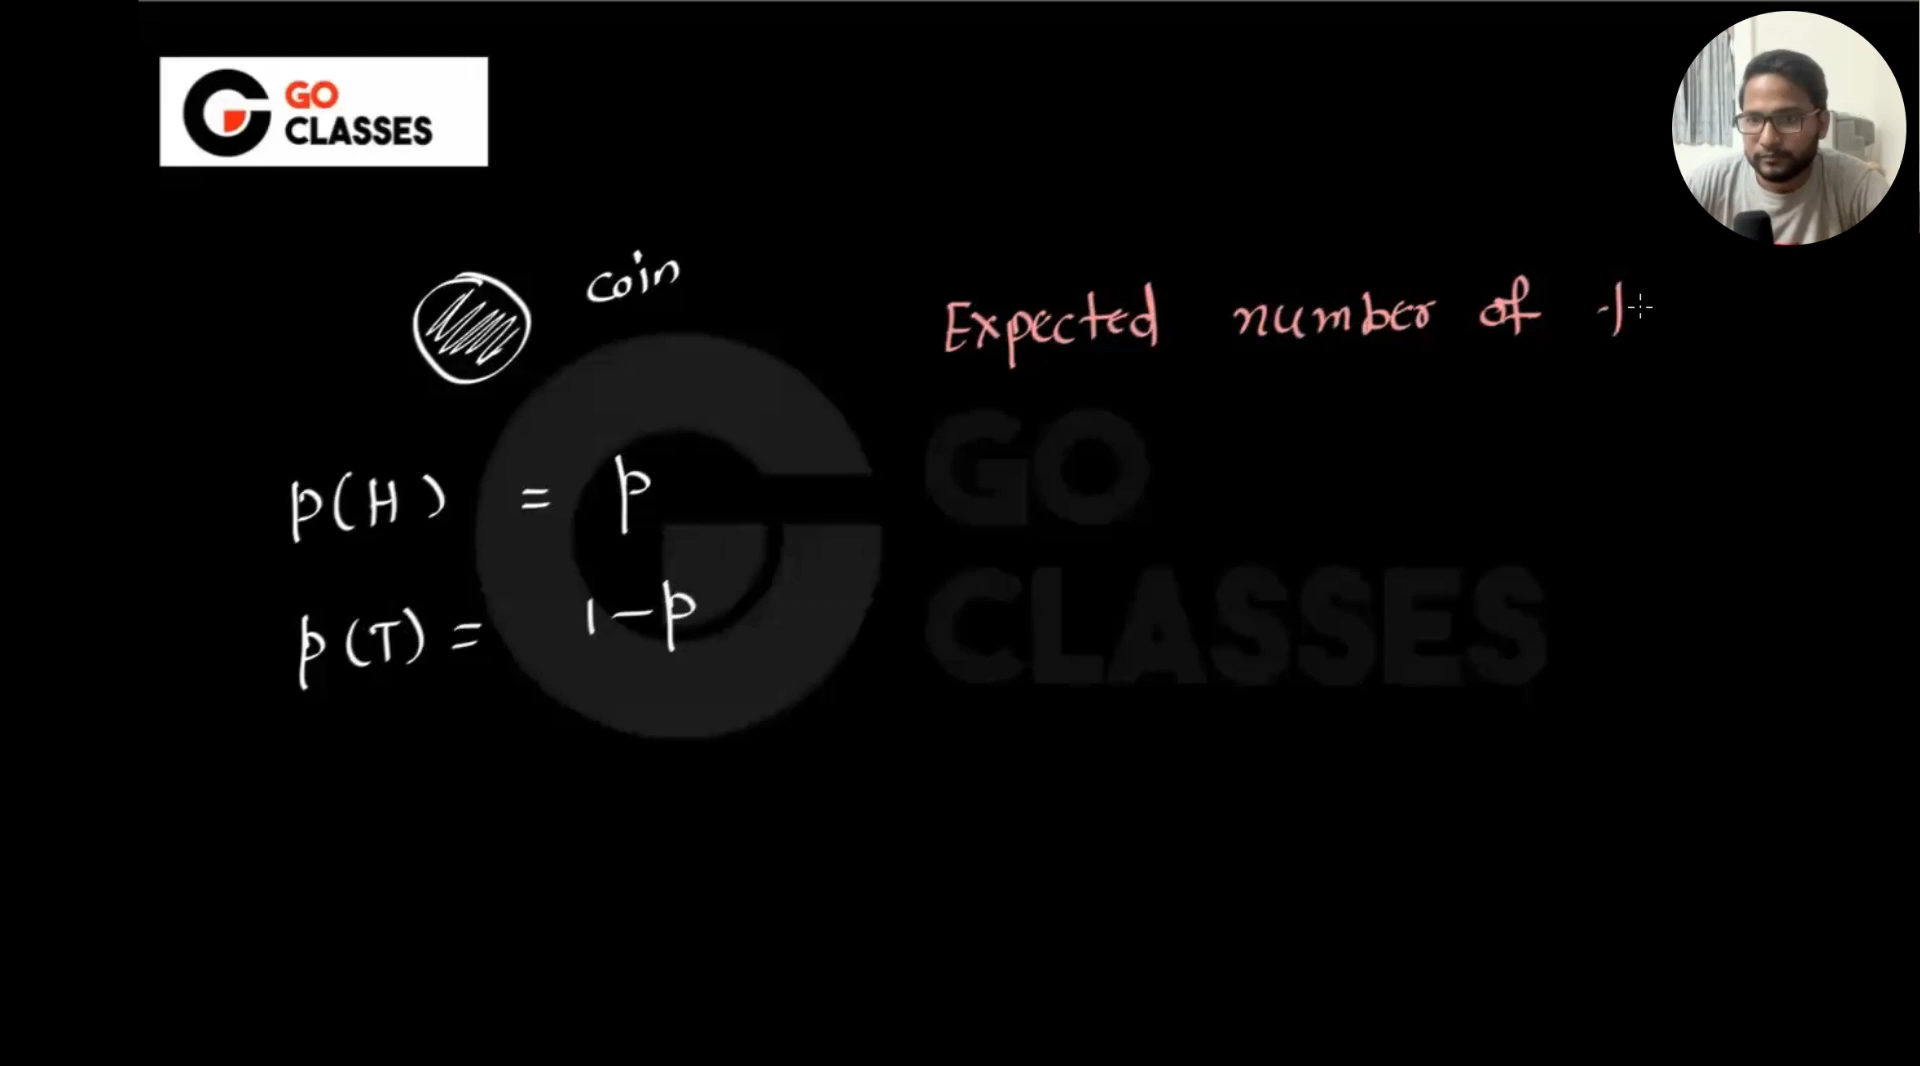 GO
CLASSES
coin
Expected number of
p(H) = p
p(T) = 1-p
GO
CLASSES